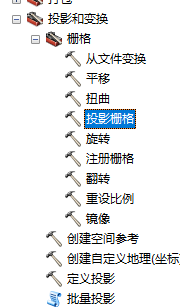 投影和变换
栅格
从文件变换
平移
扭曲
投影栅格
旋转
注册栅格
翻转
重设比例
镜像
创建空间参考
创建自定义地理(坐标)
定义投影
批量投影